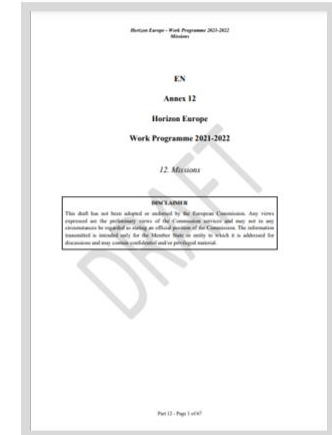 Horizon Europe - Work Programme 2021-2022
Missions
EN
Annex 12
Horizon Europe
Work Programme 2021-2022
12. Missions
DRAFT
DISCLAIMER
This draft has not been adopted or endorsed by the European Commission. Any views
expressed are the preliminary views of the Commission services and may not in any
circumstances be regarded as stating an official position of the Commission. The information
transmitted is intended only for the Member State or entity to which it is addressed for
discussions and may contain confidential and/or privileged material.
Part 12 - Page 1 of 67